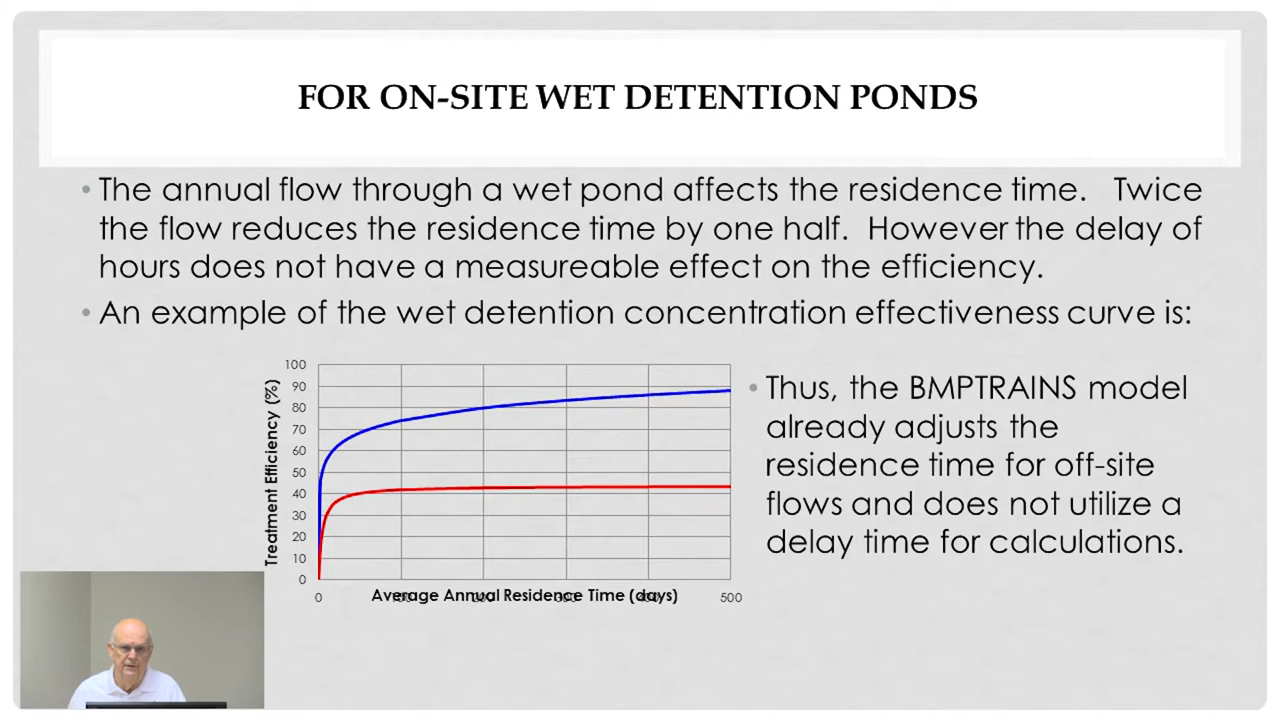 FOR ON-SITE WET DETENTION PONDS
• The annual flow through a wet pond affects the residence time. Twice
the flow reduces the residence time by one half. However the delay of
hours does not have a measureable effect on the efficiency.
• An example of the wet detention concentration effectiveness curve is:
Treatment Efficiency (%)
100
90
80
70
60
50
40
30
20
10
0
0 100 200 300 400 500
Average Annual Residence Time (days)
• Thus, the BMPTRAINS model
already adjusts the
residence time for off-site
flows and does not utilize a
delay time for calculations.